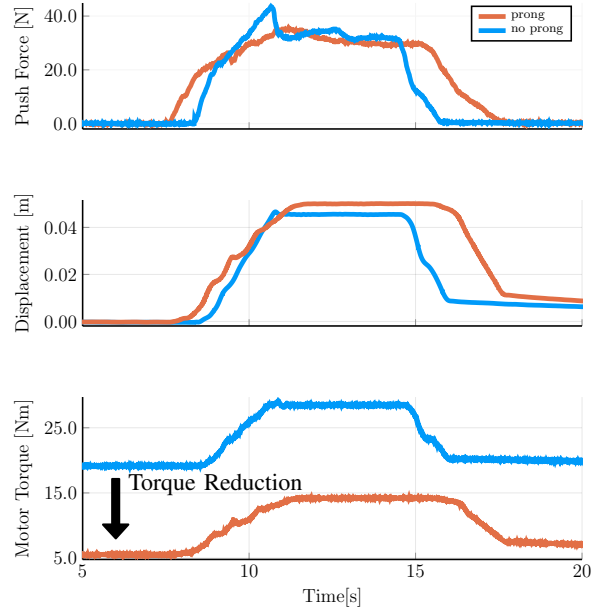 prong
no prong
Push Force [N]
40.0
20.0
0.0
Displacement [m]
0.04
0.02
0.00
Motor Torque [Nm]
25.0
15.0
5.0
Torque Reduction
5
10
15
20
Time[s]